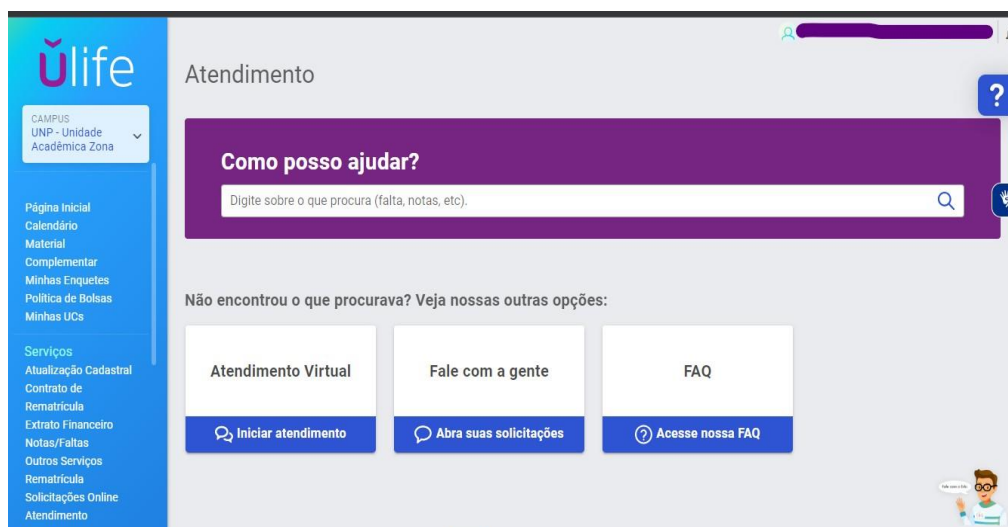 ŭlife
CAMPUS
UNP - Unidade
Acadêmica Zona
Página Inicial
Calendário
Material
Complementar
Minhas Enquetes
Política de Bolsas
Minhas UCs
Serviços
Atualização Cadastral
Contrato de
Rematrícula
Extrato Financeiro
Notas/Faltas
Outros Serviços
Rematrícula
Solicitações Online
Atendimento
Atendimento
?
Como posso ajudar?
Digite sobre o que procura (falta, notas, etc).
Não encontrou o que procurava? Veja nossas outras opções:
Atendimento Virtual
Iniciar atendimento
Fale com a gente
Abra suas solicitações
FAQ
? Acesse nossa FAQ